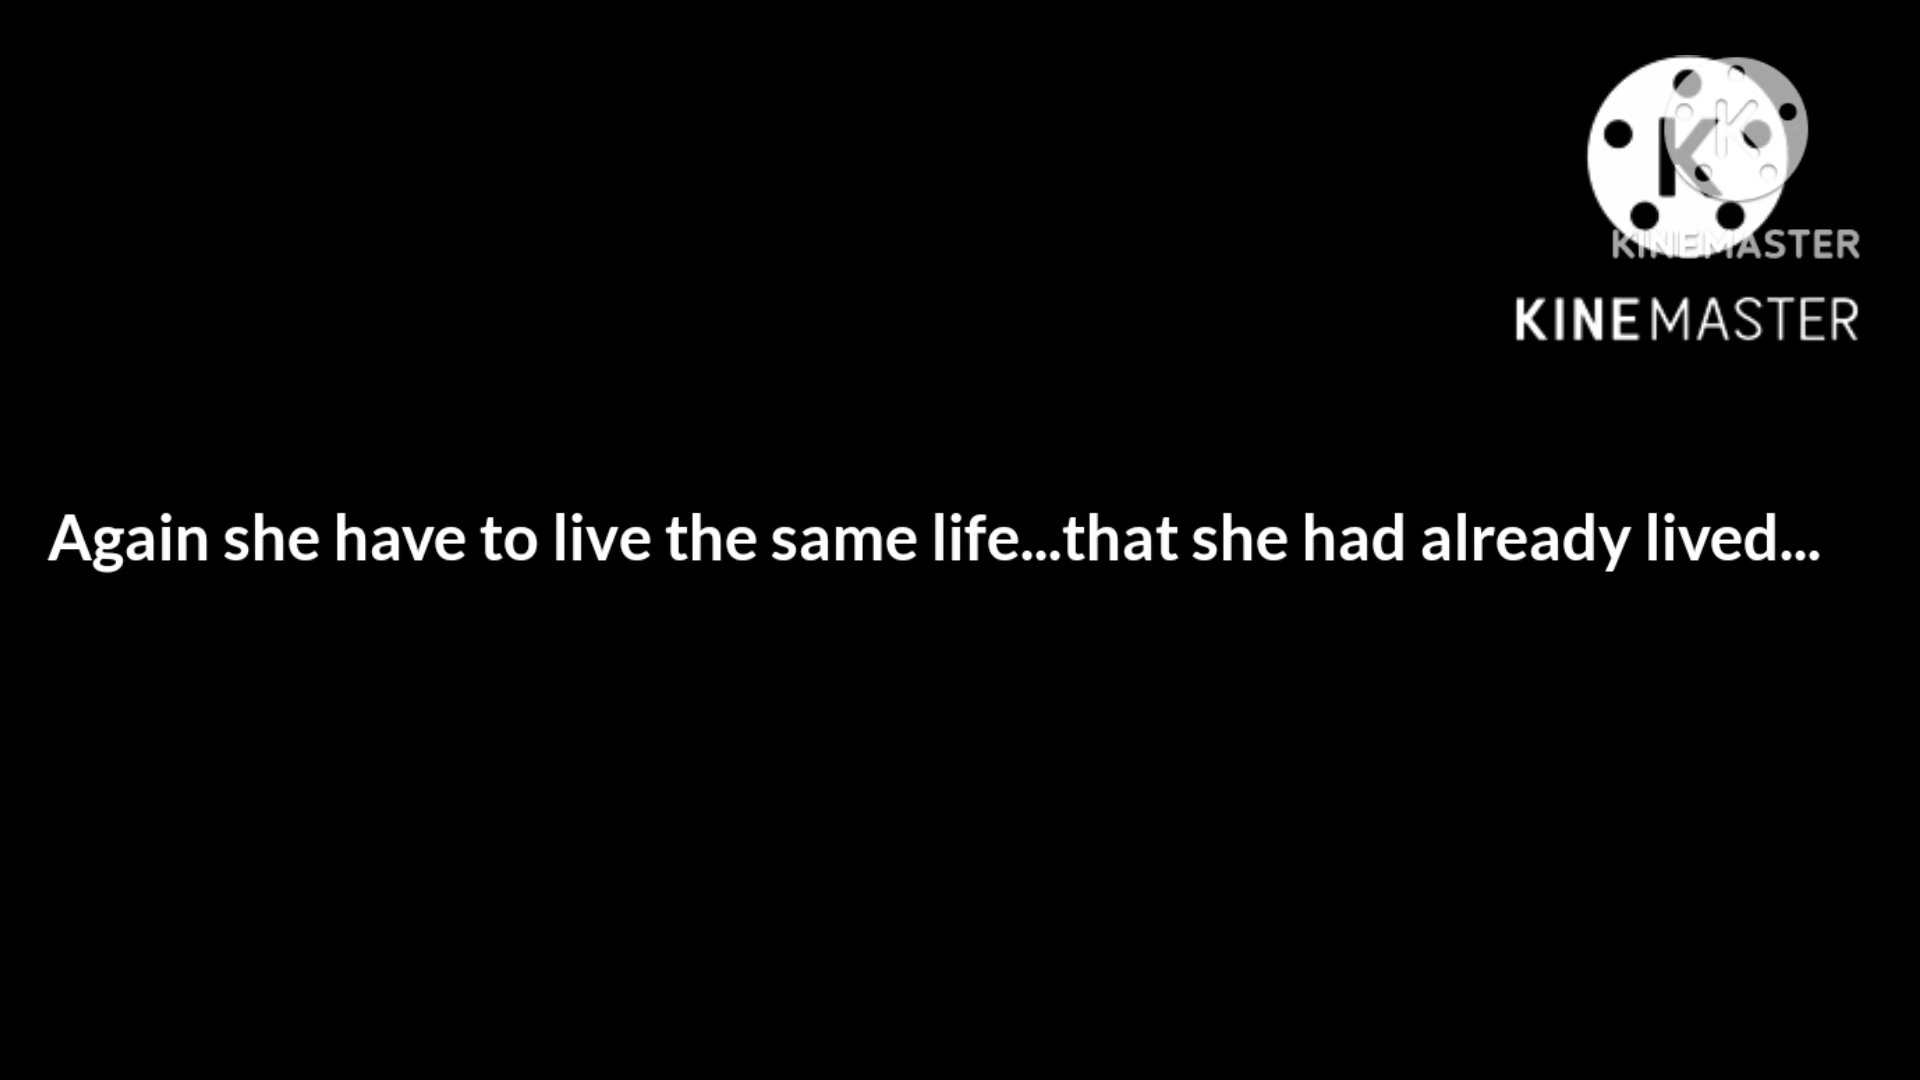 K
K
KINEMASTER
KINEMASTER
Again she have to live the same life...that she had already lived...